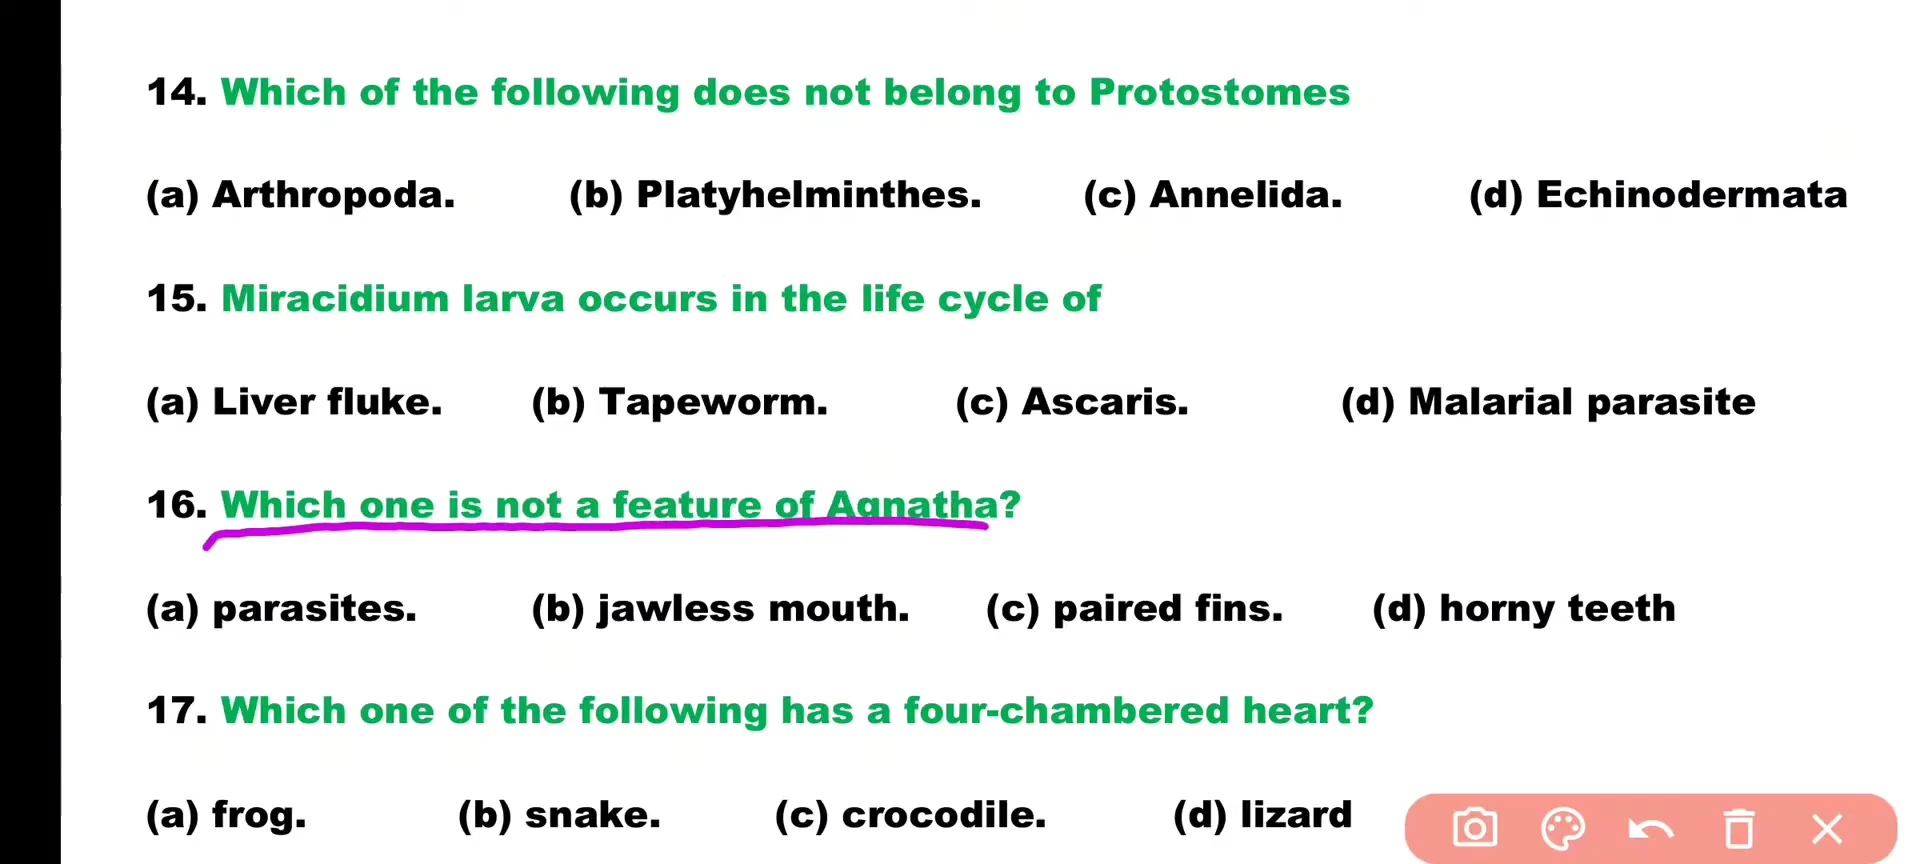 14. Which of the following does not belong to Protostomes
(a) Arthropoda. (b) Platyhelminthes. (c) Annelida. (d) Echinodermata
15. Miracidium larva occurs in the life cycle of
(a) Liver fluke. (b) Tapeworm. (c) Ascaris. (d) Malarial parasite
16. Which one is not a feature of Agnatha?
(a) parasites. (b) jawless mouth. (c) paired fins. (d) horny teeth
17. Which one of the following has a four-chambered heart?
(a) frog. (b) snake. (c) crocodile. (d) lizard